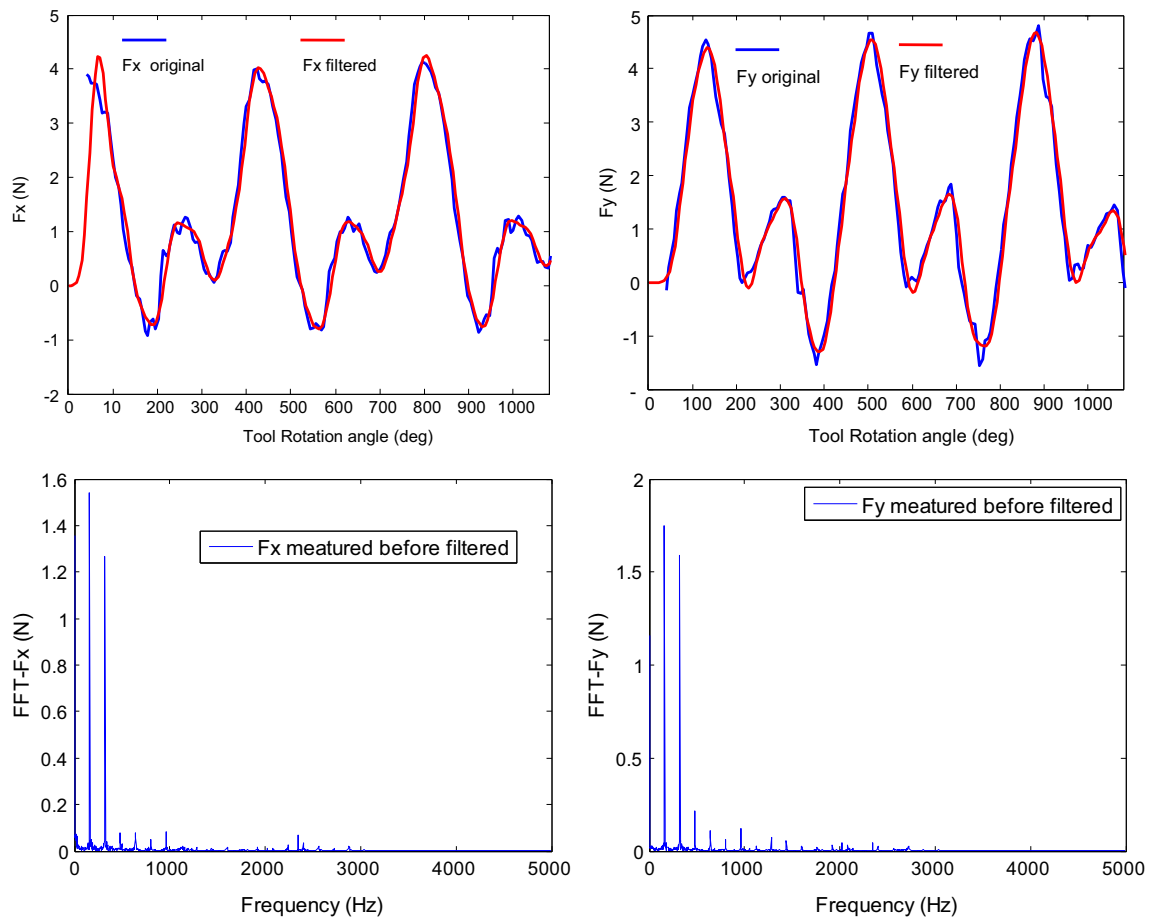 5
4
3
2
1
0
-1
-2
Fx (N)
Fx original
Fx filtered
0 100 200 300 400 500 600 700 800 900 1000
Tool Rotation angle (deg)
5
4
3
2
1
0
-1
-
Fy (N)
Fy original
Fy filtered
0 100 200 300 400 500 600 700 800 900 1000
Tool Rotation angle (deg)
1.6
1.4
1.2
1
0.8
0.6
0.4
0.2
0
FFT-Fx (N)
Fx meatured before filtered
0 1000 2000 3000 4000 5000
Frequency (Hz)
2
1.5
1
0.5
0
FFT-Fy (N)
Fy meatured before filtered
0 1000 2000 3000 4000 5000
Frequency (Hz)